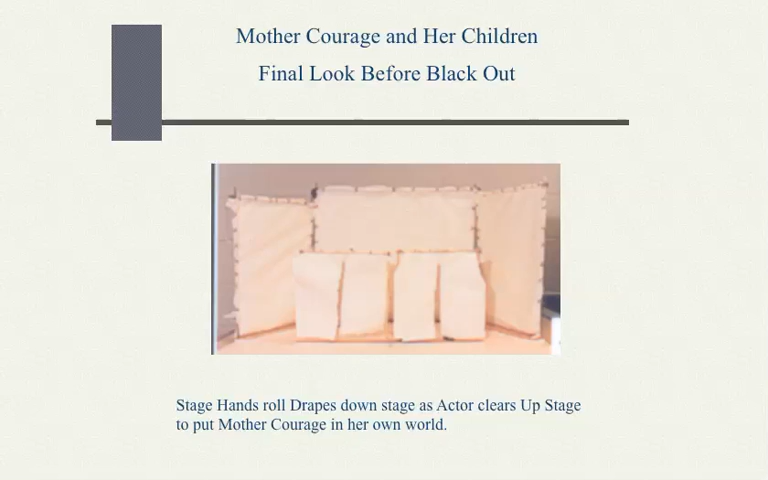 Mother Courage and Her Children
Final Look Before Black Out
Stage Hands roll Drapes down stage as Actor clears Up Stage
to put Mother Courage in her own world.